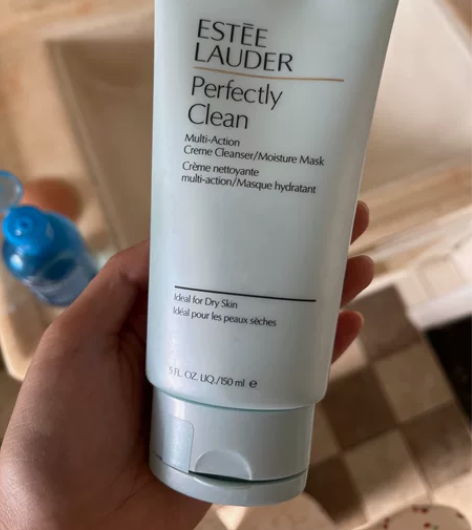 ESTĒE
LAUDER
Perfectly
Clean
Multi-Action
Creme Cleanser/Moisture Mask
Crème nettoyante
multi-action/Masque hydratant
Ideal for Dry Skin
Idéal pour les peaux sèches
5 FL. OZ. LIQ./150 ml ℮